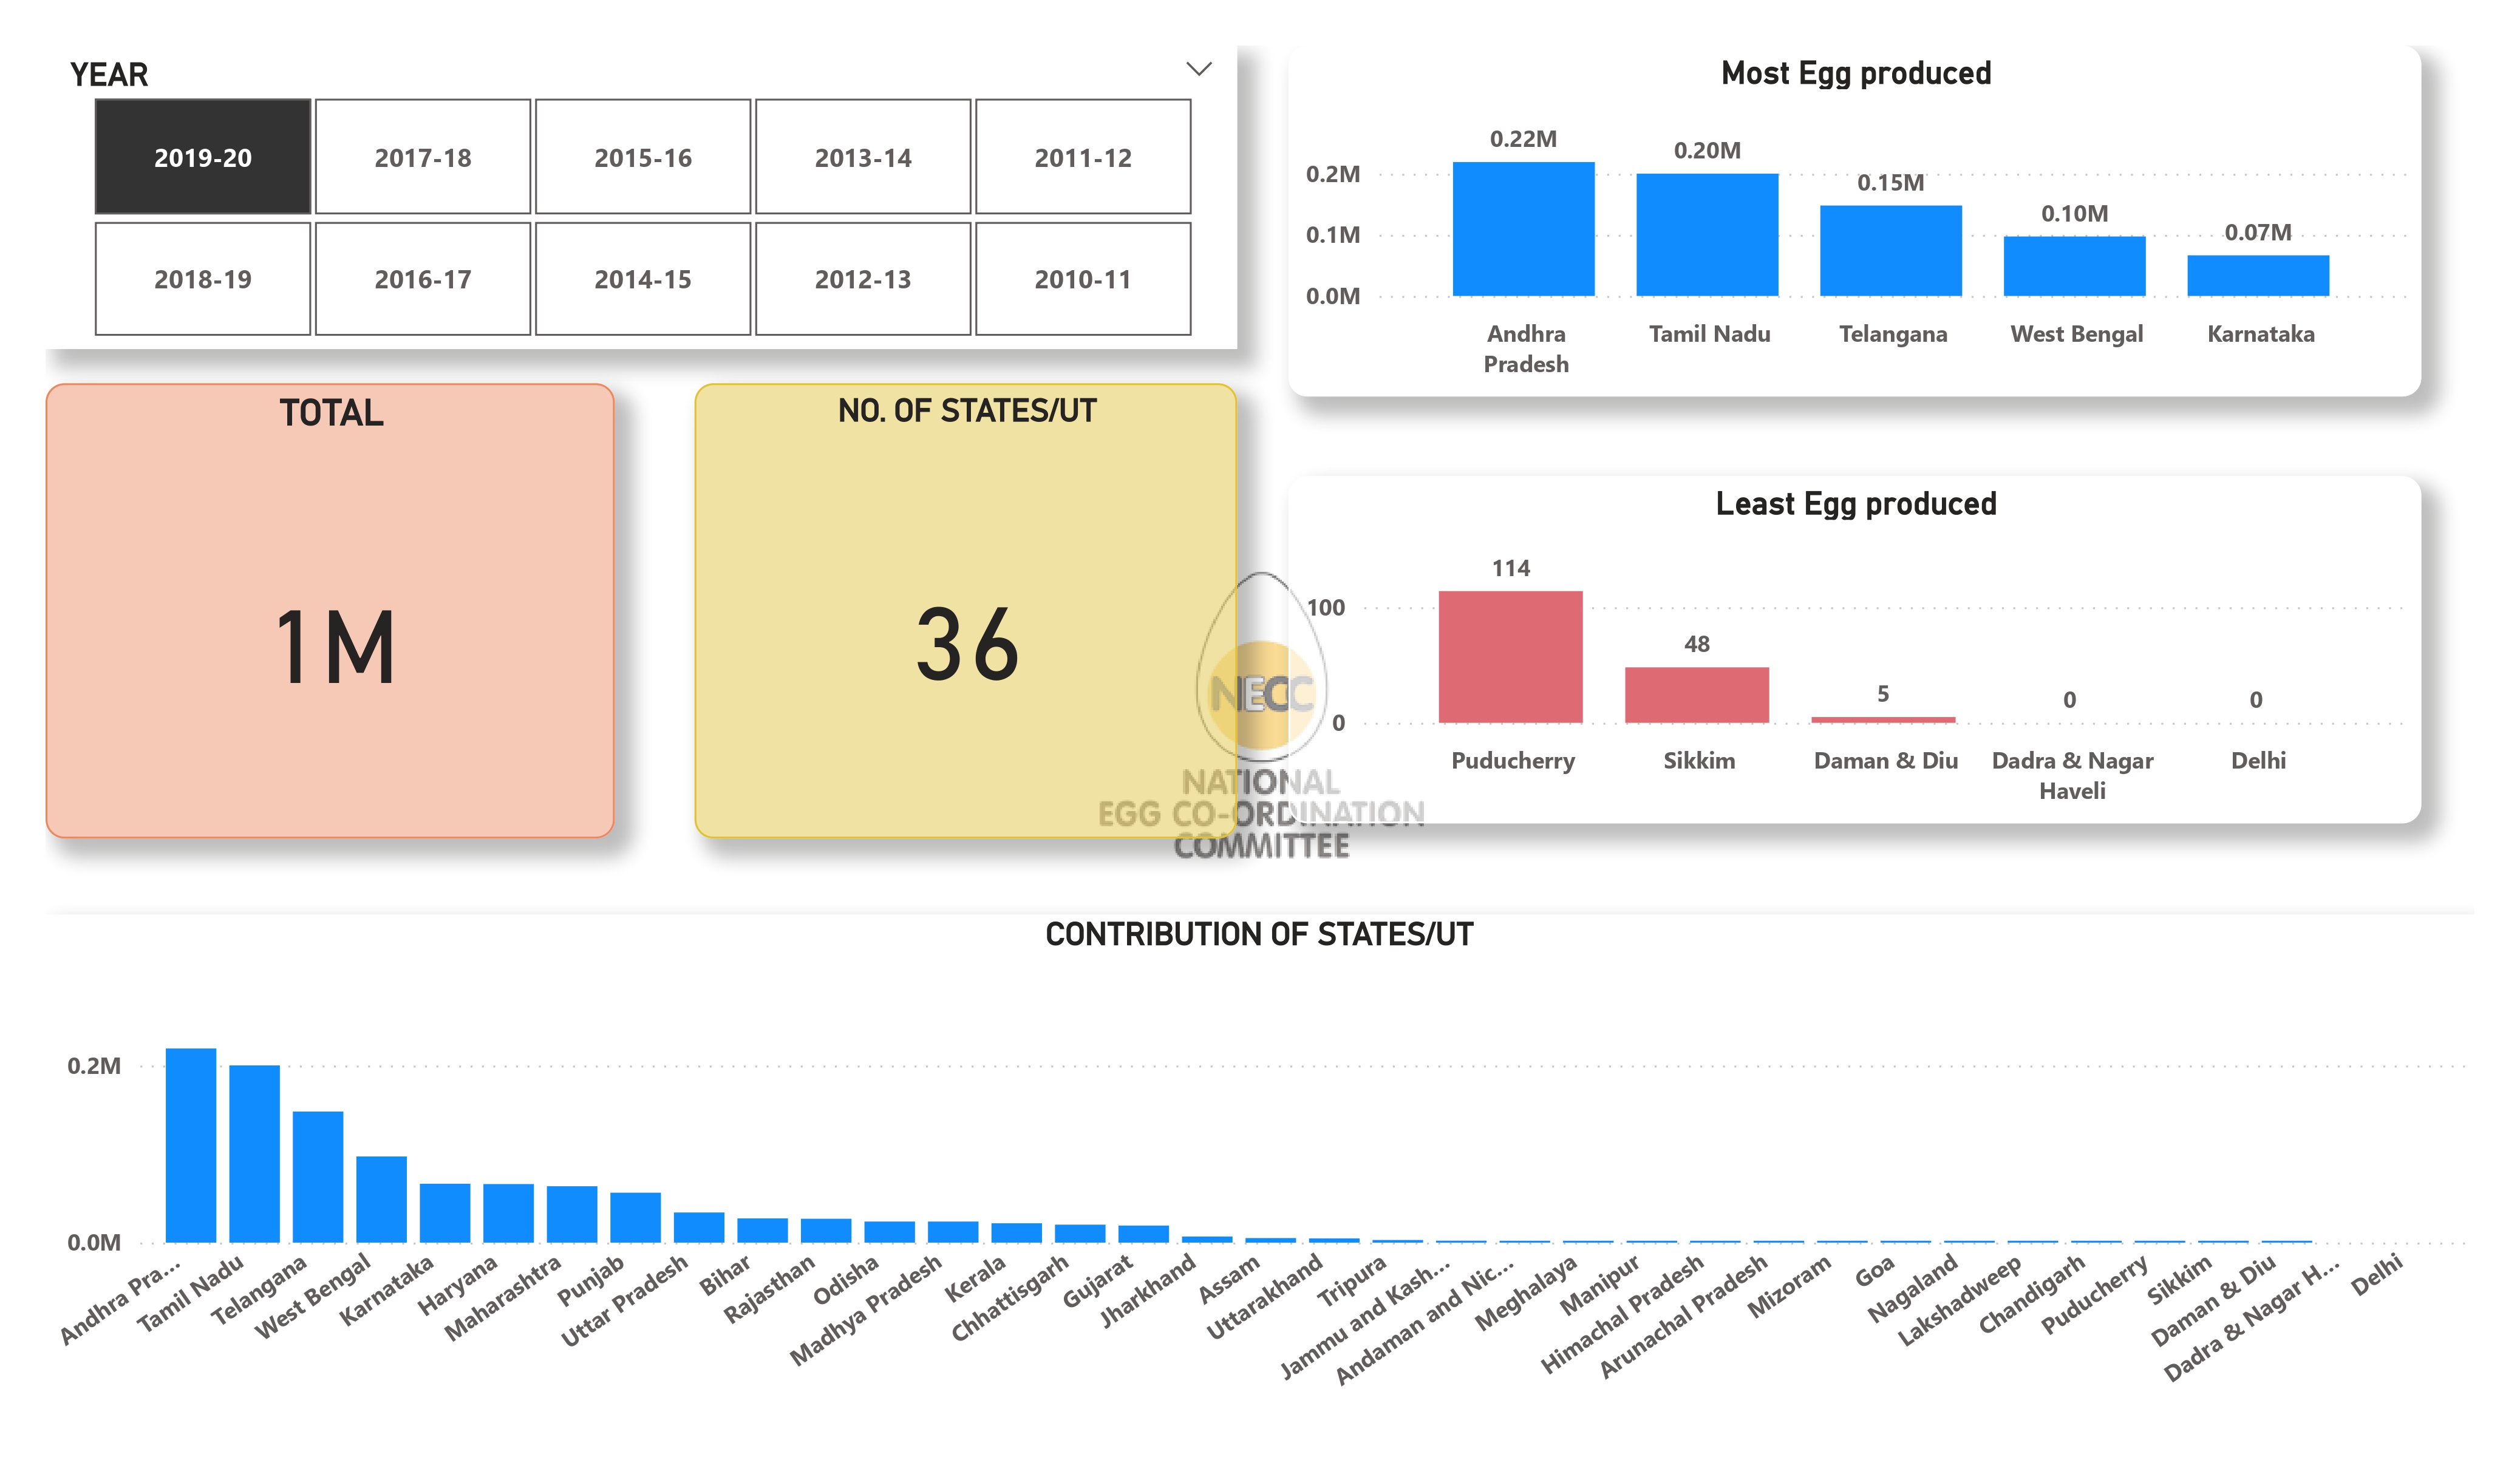 YEAR
2019-20
2017-18
2015-16
2013-14
2011-12
2018-19
2016-17
2014-15
2012-13
2010-11
TOTAL
1M
NO. OF STATES/UT
36
Most Egg produced
0.2M
0.1M
0.0M
0.22M
0.20M
0.15M
0.10M
0.07M
Andhra
Pradesh
Tamil Nadu
Telangana
West Bengal
Karnataka
Least Egg produced
100
0
114
48
5
0
0
Puducherry
Sikkim
Daman & Diu
Dadra & Nagar
Haveli
Delhi
NECC
NATIONAL
EGG CO-ORDINATION
COMMITTEE
CONTRIBUTION OF STATES/UT
0.2M
0.0M
Andhra Pra...
Tamil Nadu
Telangana
West Bengal
Karnataka
Haryana
Maharashtra
Punjab
Uttar Pradesh
Bihar
Rajasthan
Odisha
Madhya Pradesh
Kerala
Chhattisgarh
Gujarat
Jharkhand
Assam
Uttarakhand
Tripura
Jammu and Kash...
Andaman and Nic...
Meghalaya
Manipur
Himachal Pradesh
Arunachal Pradesh
Mizoram
Goa
Nagaland
Lakshadweep
Chandigarh
Puducherry
Sikkim
Daman & Diu
Dadra & Nagar H...
Delhi